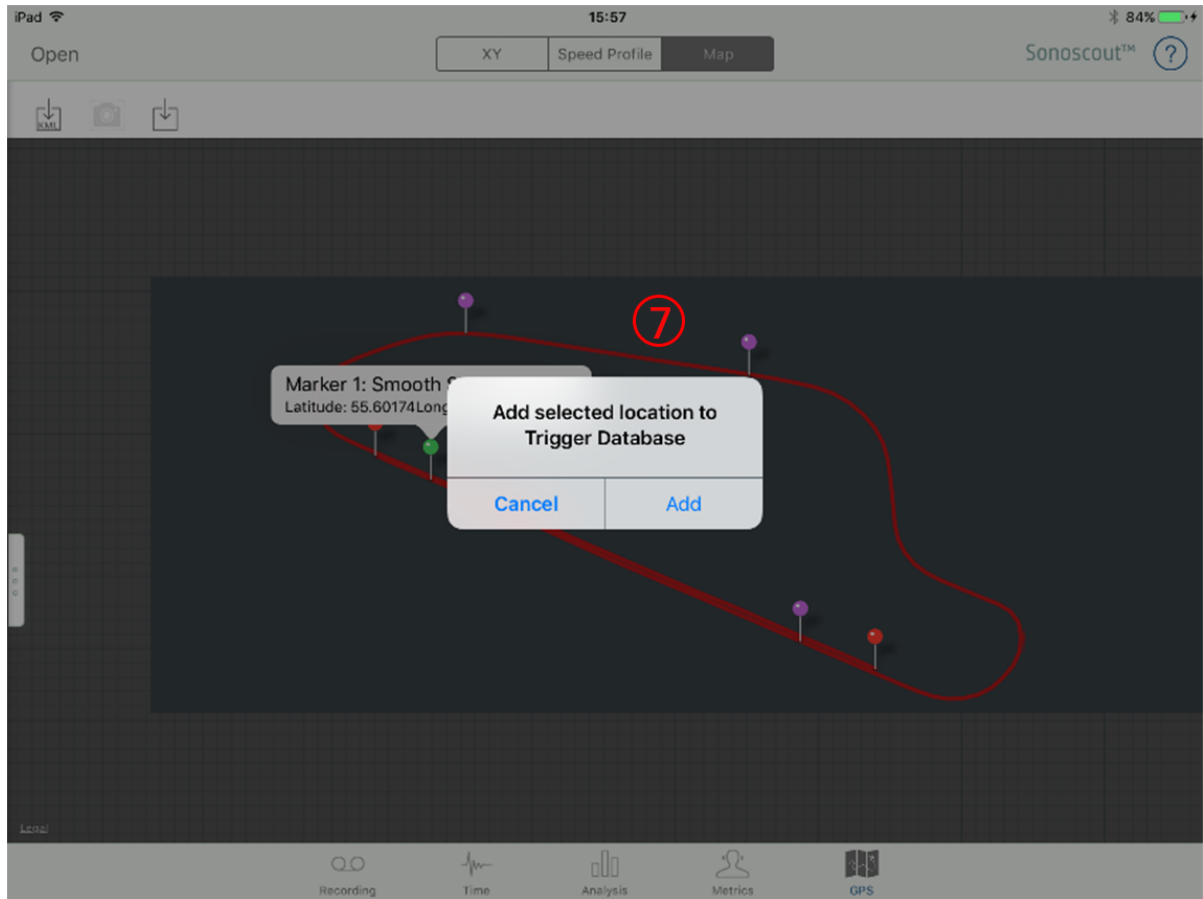 iPad 15:57 84%
Open XY Speed Profile Map Sonoscout™ ?
KML
⑦
Marker 1: Smooth
Latitude: 55.60174Long
Add selected location to
Trigger Database
Cancel Add
Legal
Recording Time Analysis Metrics GPS